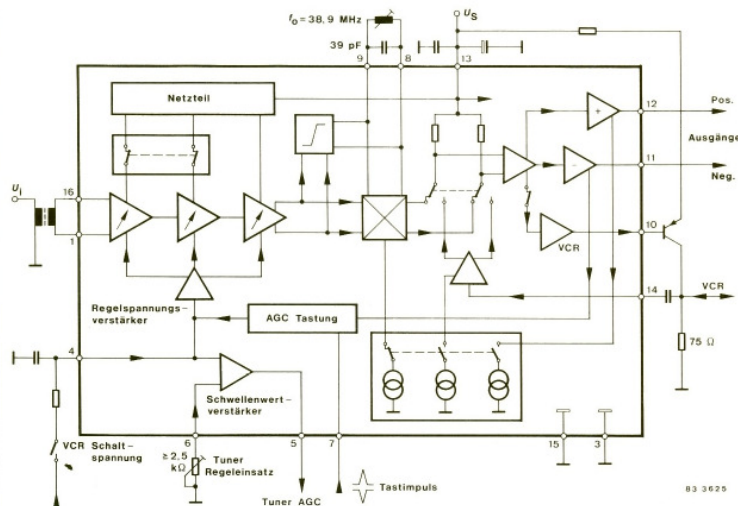 fo = 38,9 MHz
39 pF
US
9
8
13
Netzteil
12
Pos.
Ausgänge
11
Neg.
Ui
16
1
+
-
VCR
10
VCR
14
Regelspannungs-
verstärker
AGC Tastung
75 Ω
4
Schwellenwert-
verstärker
VCR Schalt-
spannung
6
5
7
15
3
≥2,5
kΩ
Tuner
Regeleinsatz
Tuner AGC
Tastimpuls
83 3625